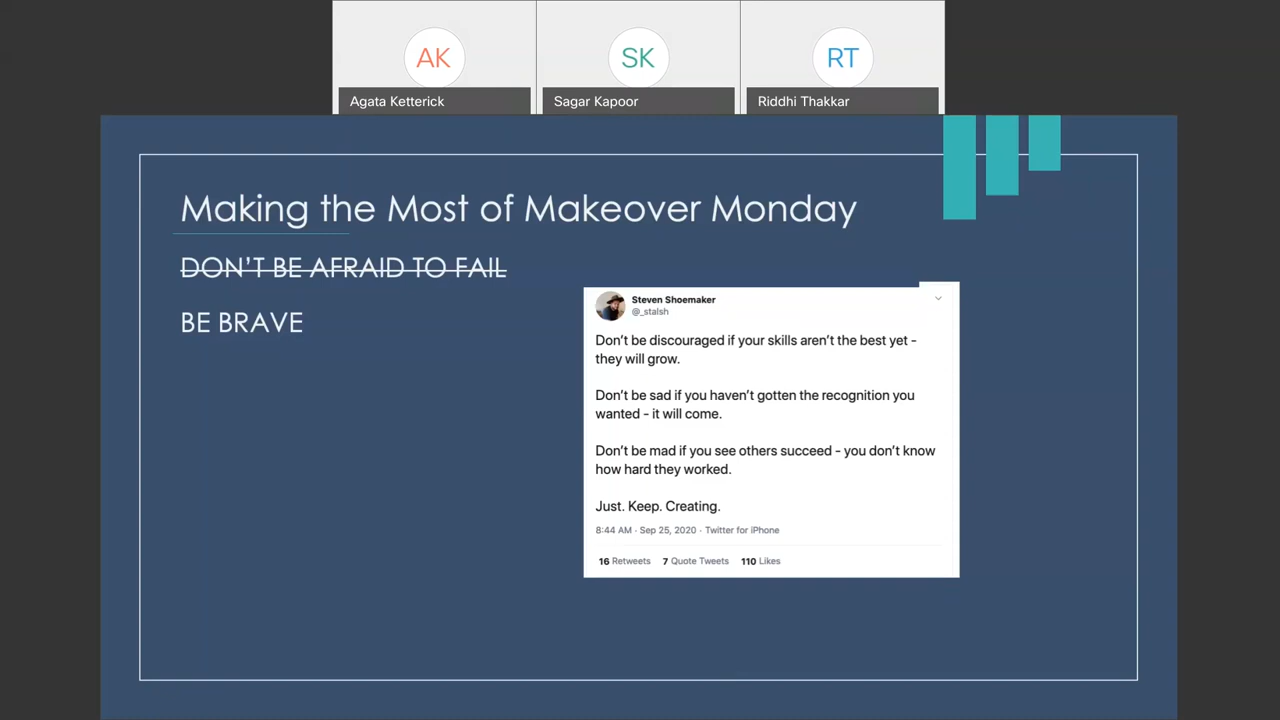 AK
SK
RT
Agata Ketterick
Sagar Kapoor
Riddhi Thakkar
Making the Most of Makeover Monday
DON'T BE AFRAID TO FAIL
BE BRAVE
Steven Shoemaker
@_stalsh
Don't be discouraged if your skills aren't the best yet -
they will grow.
Don't be sad if you haven't gotten the recognition you
wanted - it will come.
Don't be mad if you see others succeed - you don't know
how hard they worked.
Just. Keep. Creating.
8:44 AM · Sep 25, 2020 · Twitter for iPhone
16 Retweets 7 Quote Tweets 110 Likes